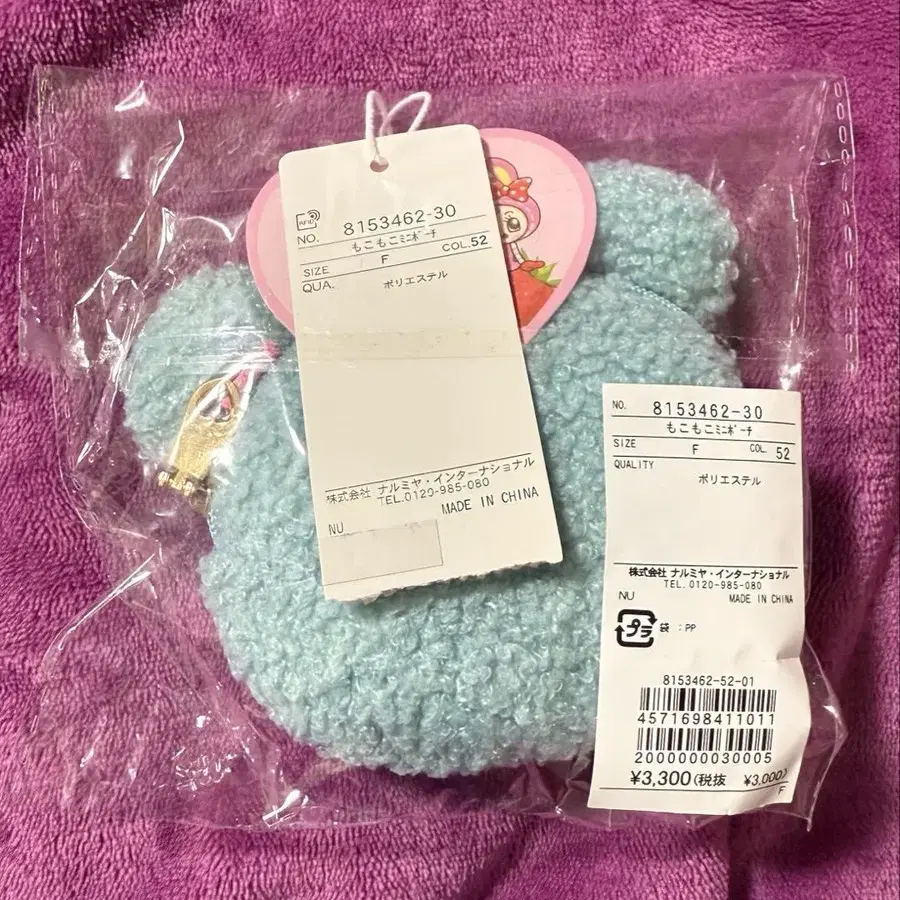 RFID
NO. 8153462-30
もこもこミニポーチ
SIZE F COL.52
QUA. ポリエステル
株式会社 ナルミヤ・インターナショナル
TEL.0120-985-080
NU MADE IN CHINA
NO. 8153462-30
もこもこミニポーチ
SIZE F COL. 52
QUALITY
ポリエステル
株式会社 ナルミヤ・インターナショナル
TEL.0120-985-080
NU MADE IN CHINA
プラ 袋 :PP
8153462-52-01
4571698411011
2000000030005
¥3,300(税抜 ¥3,000)
F